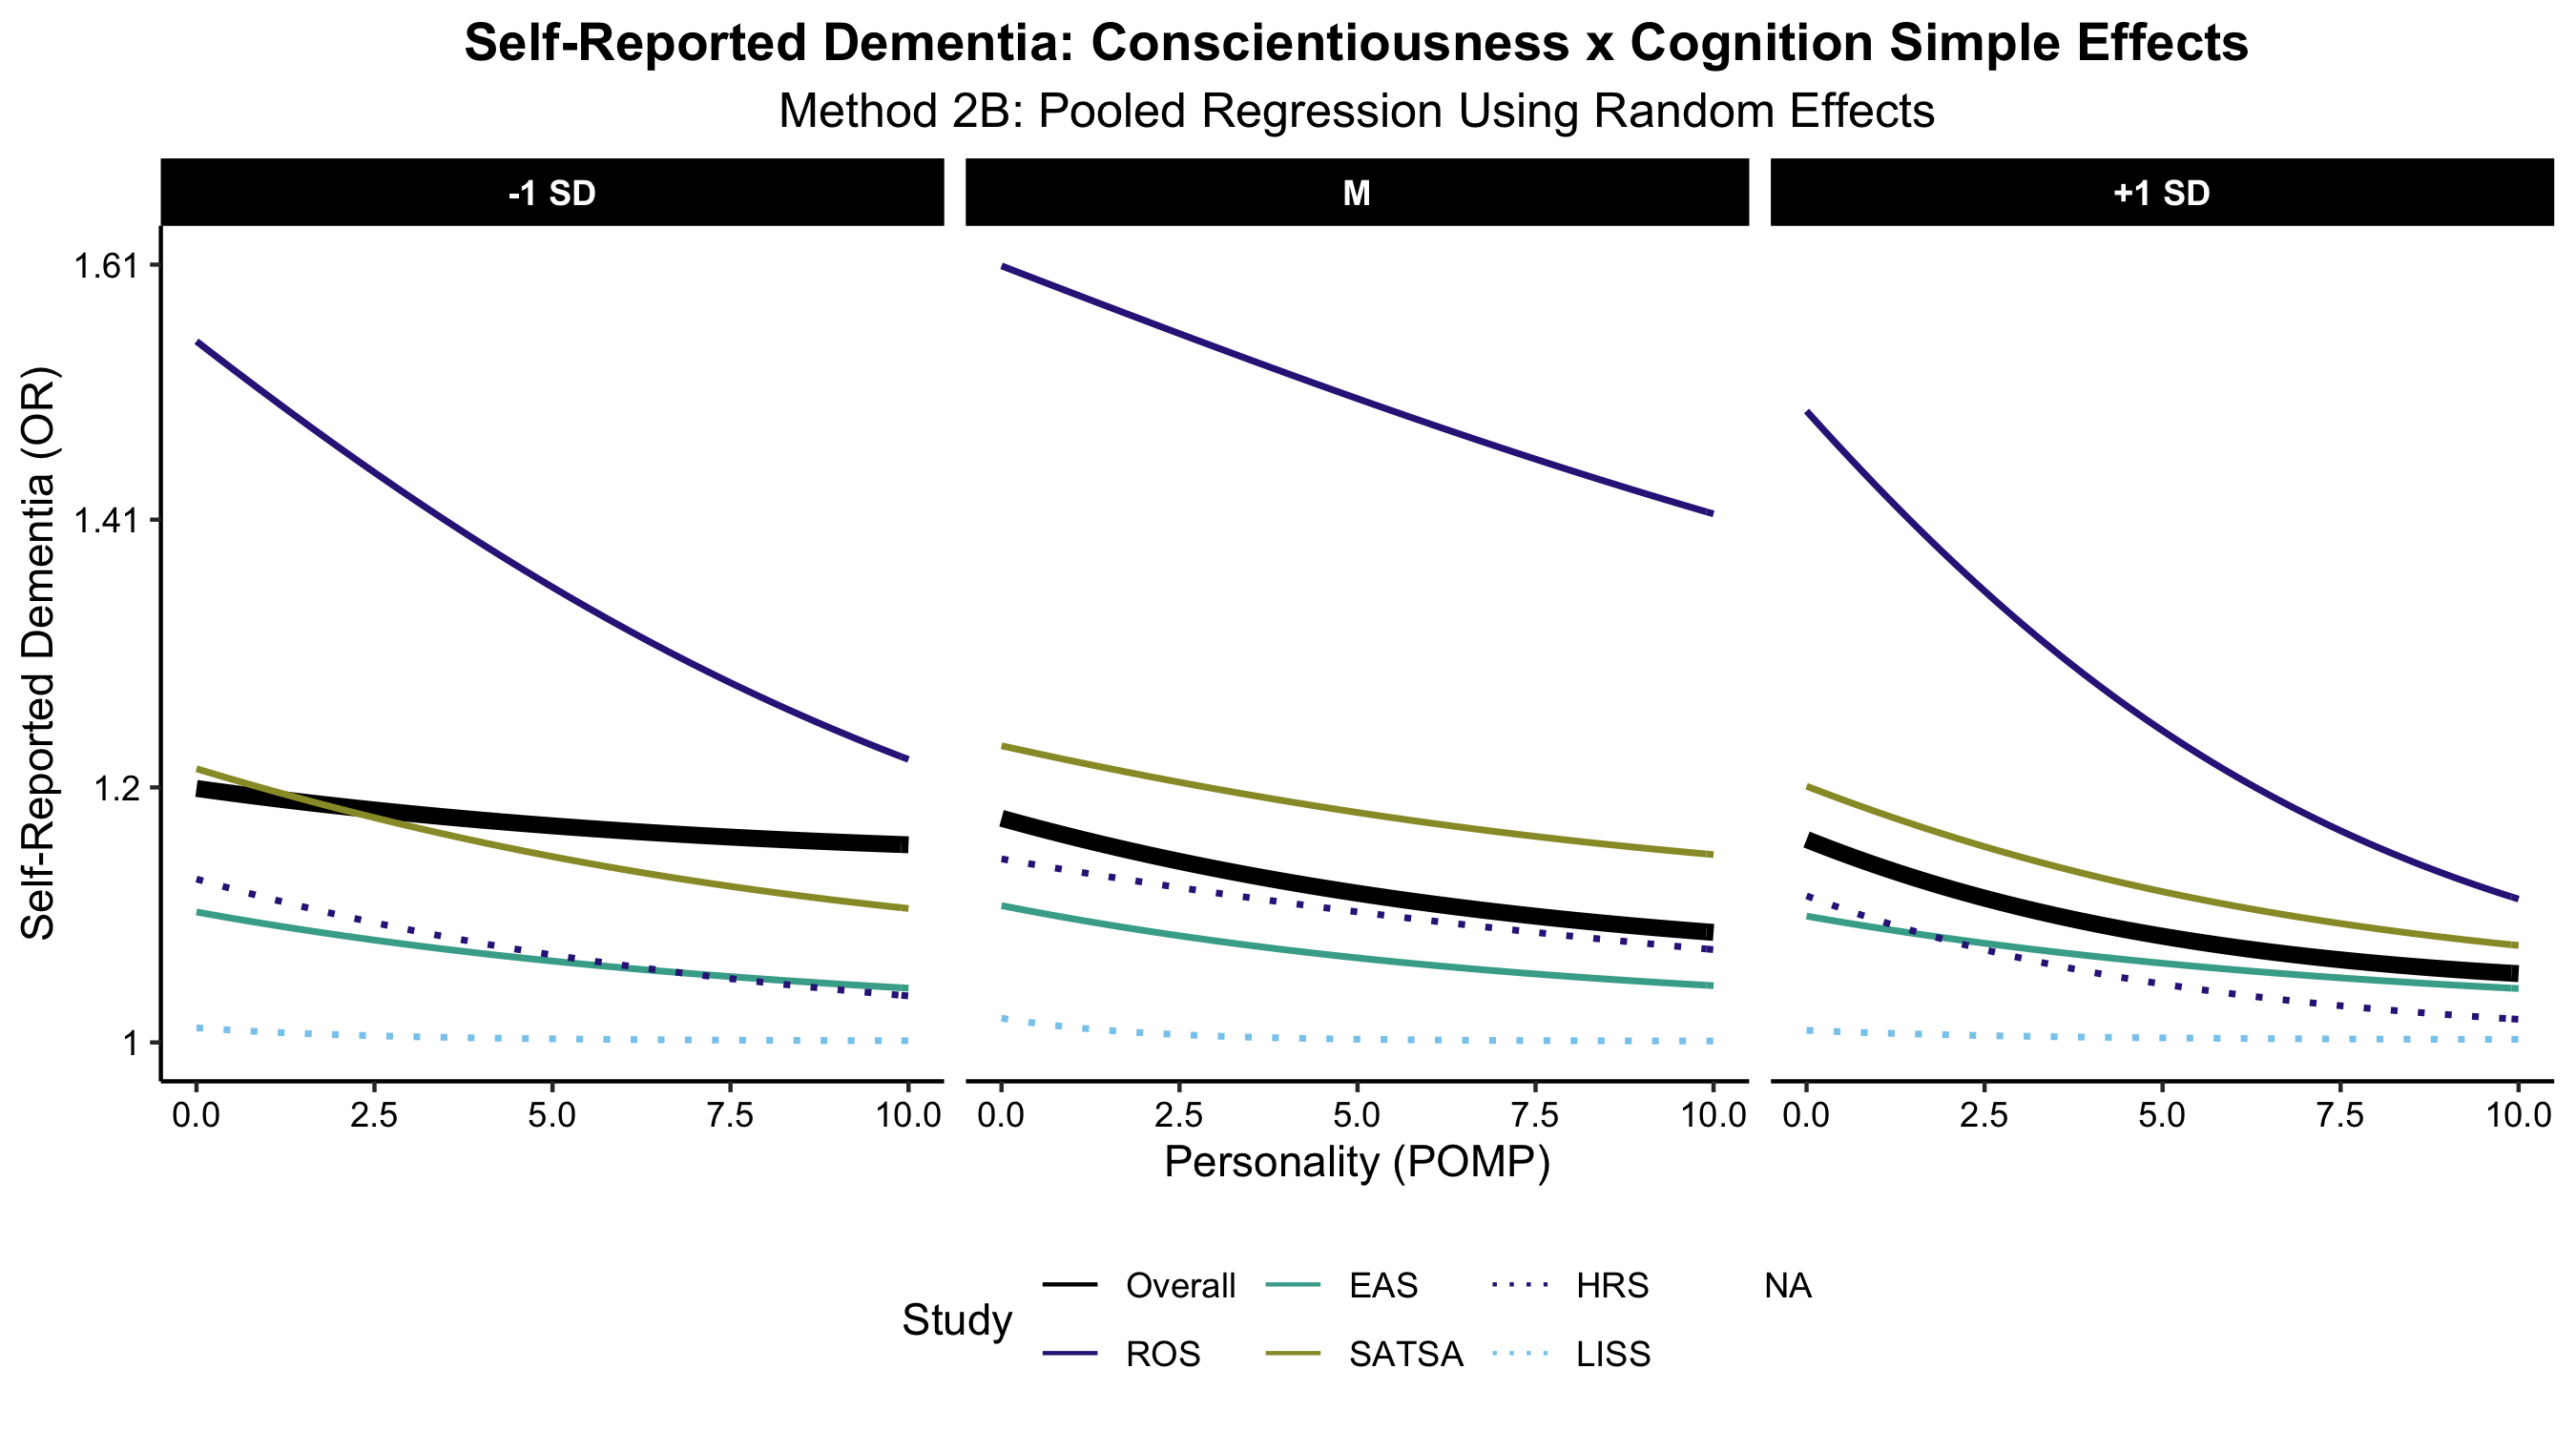 Self-Reported Dementia: Conscientiousness x Cognition Simple Effects
Method 2B: Pooled Regression Using Random Effects
-1 SD M +1 SD
Self-Reported Dementia (OR)
1.61
1.41
1.2
1
0.0 2.5 5.0 7.5 10.0 0.0 2.5 5.0 7.5 10.0 0.0 2.5 5.0 7.5 10.0
Personality (POMP)
Study
Overall EAS HRS NA
ROS SATSA LISS